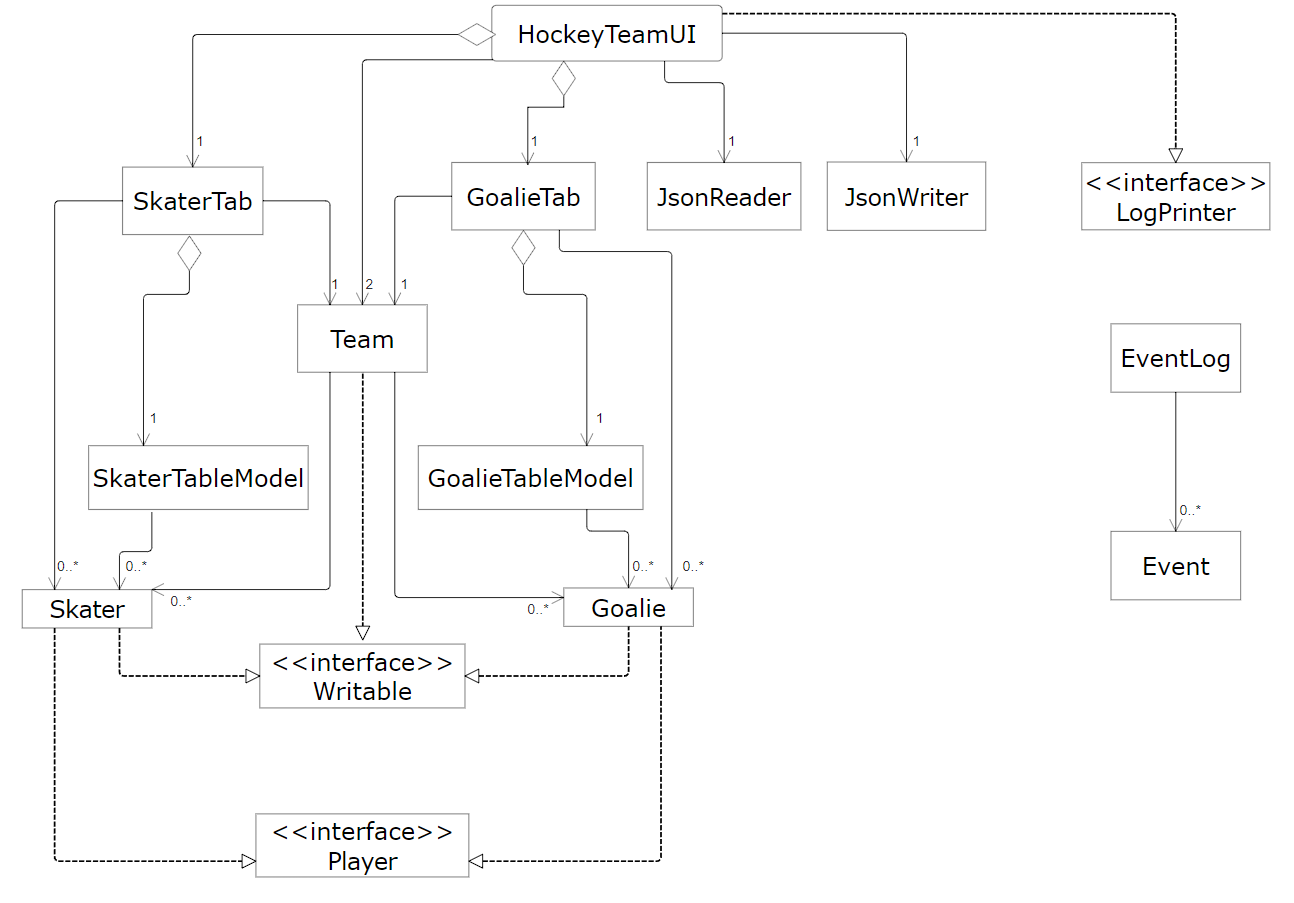 HockeyTeamUI
1
1
1
1
SkaterTab
GoalieTab
JsonReader
JsonWriter
<<interface>>
LogPrinter
1
2
1
Team
EventLog
1
1
SkaterTableModel
GoalieTableModel
0..*
0..*
0..*
0..*
0..*
Event
Skater
0..*
0..*
Goalie
<<interface>>
Writable
<<interface>>
Player